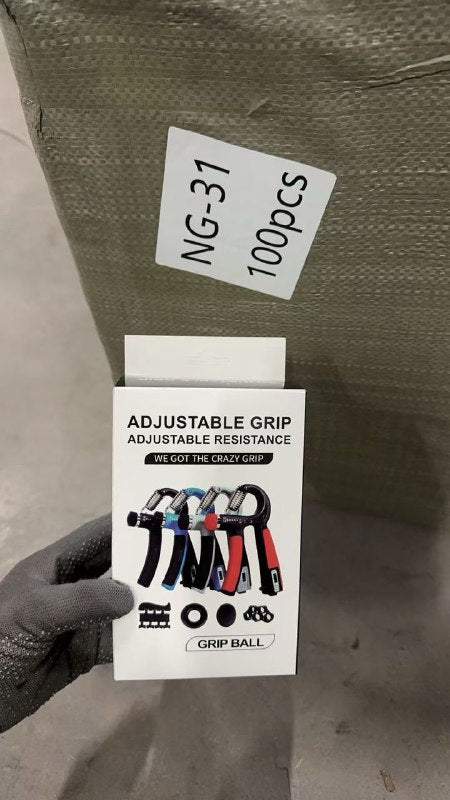 NG-31
100pcs
ADJUSTABLE GRIP
ADJUSTABLE RESISTANCE
WE GOT THE CRAZY GRIP
GRIP BALL